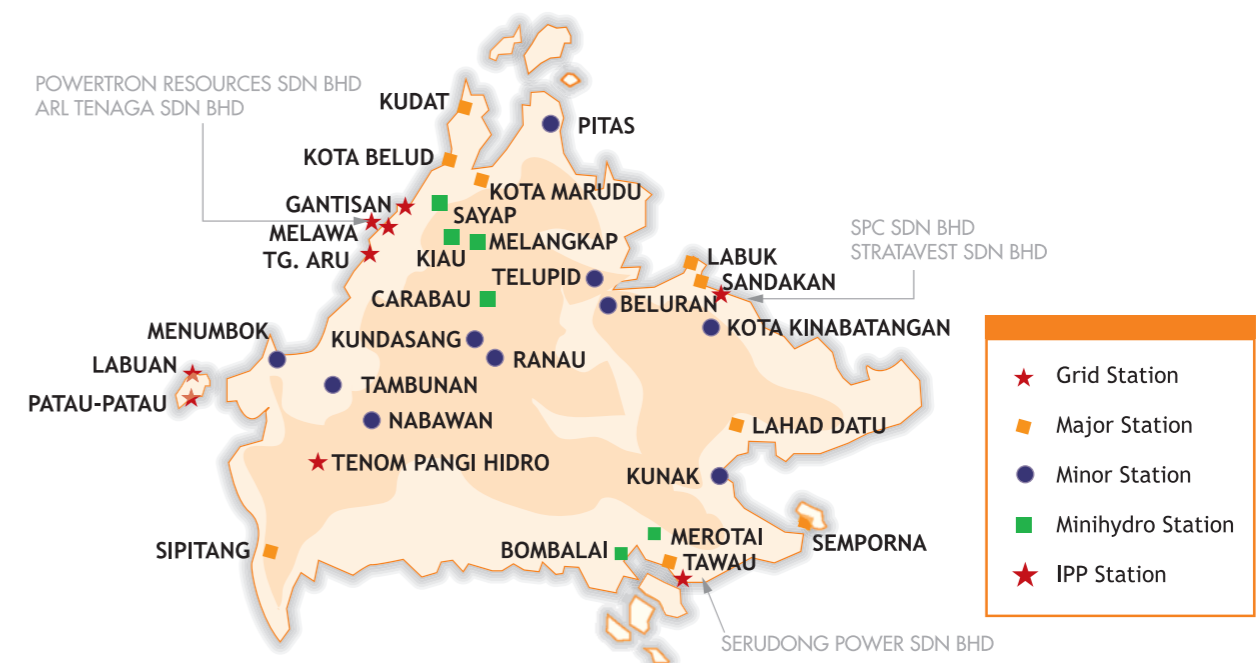 POWERTRON RESOURCES SDN BHD
ARL TENAGA SDN BHD
KUDAT
PITAS
KOTA BELUD
KOTA MARUDU
GANTISAN
SAYAP
MELAWA
KIAU
MELANGKAP
TG. ARU
SPC SDN BHD
STRATAVEST SDN BHD
LABUK
SANDAKAN
TELUPID
BELURAN
CARABAU
KOTA KINABATANGAN
MENUMBOK
KUNDASANG
RANAU
LABUAN
TAMBUNAN
PATAU-PATAU
NABAWAN
LAHAD DATU
TENOM PANGI HIDRO
KUNAK
SIPITANG
BOMBALAI
MEROTAI
TAWAU
SEMPORNA
SERUDONG POWER SDN BHD
Grid Station
Major Station
Minor Station
Minihydro Station
IPP Station